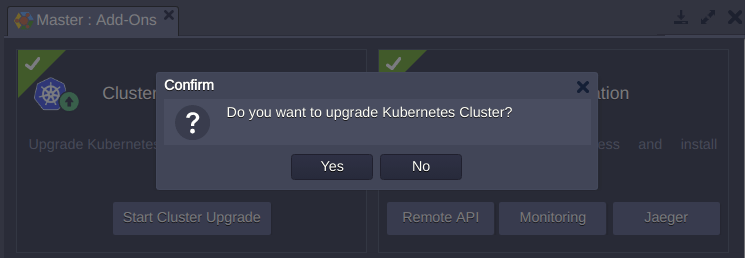 Master : Add-Ons
Confirm
Cluster
ation
Do you want to upgrade Kubernetes Cluster?
Upgrade Kubernetes
ess and install
Yes No
Start Cluster Upgrade Remote API Monitoring Jaeger